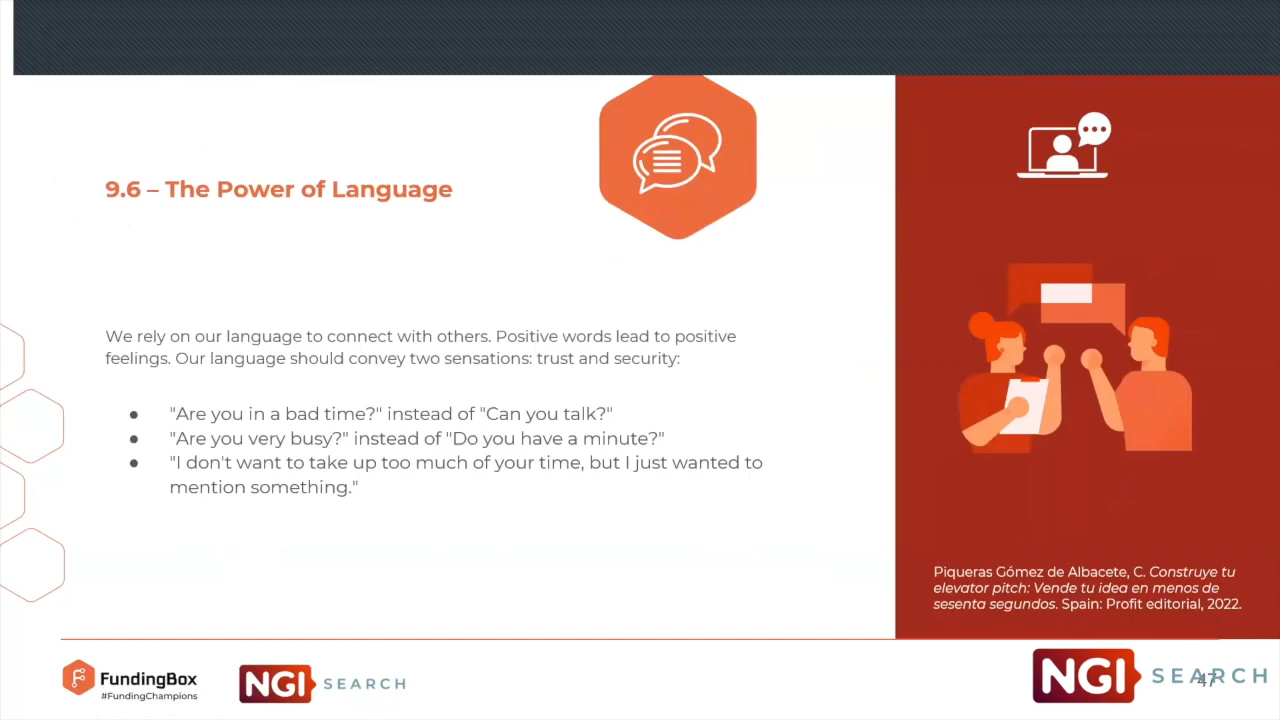 9.6 – The Power of Language
We rely on our language to connect with others. Positive words lead to positive
feelings. Our language should convey two sensations: trust and security:
● "Are you in a bad time?" instead of "Can you talk?"
● "Are you very busy?" instead of "Do you have a minute?"
● "I don't want to take up too much of your time, but I just wanted to
mention something."
Piqueras Gómez de Albacete, C. Construye tu
elevator pitch: Vende tu idea en menos de
sesenta segundos. Spain: Profit editorial, 2022.
FundingBox
#FundingChampions
NGI SEARCH
NGI SEARCH
47